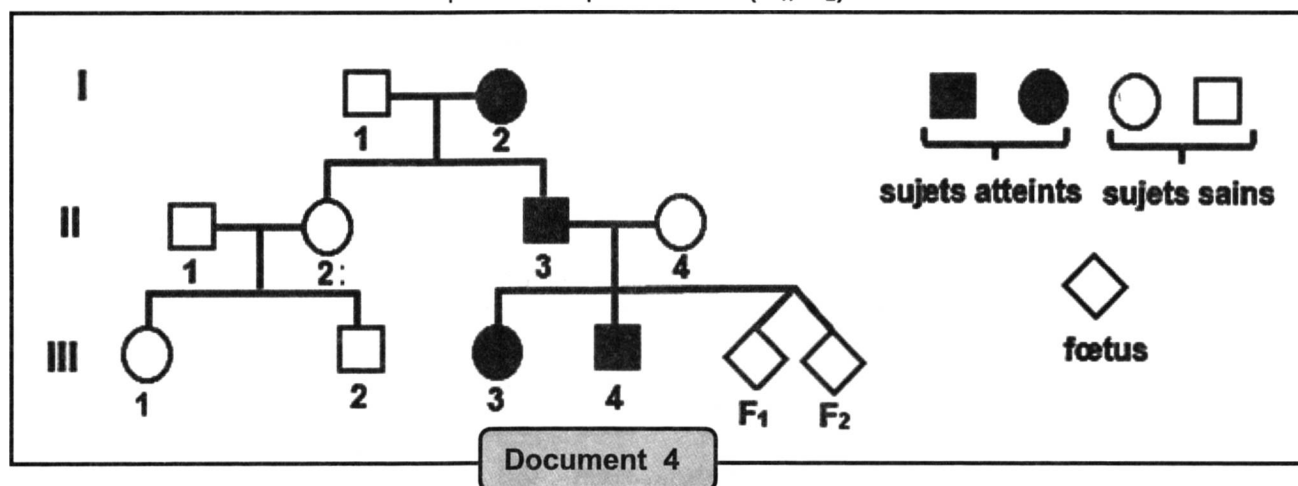 I
1
2
sujets atteints
sujets sains
II
1
2:
3
4
fœtus
III
1
2
3
4
F₁
F₂
Document 4